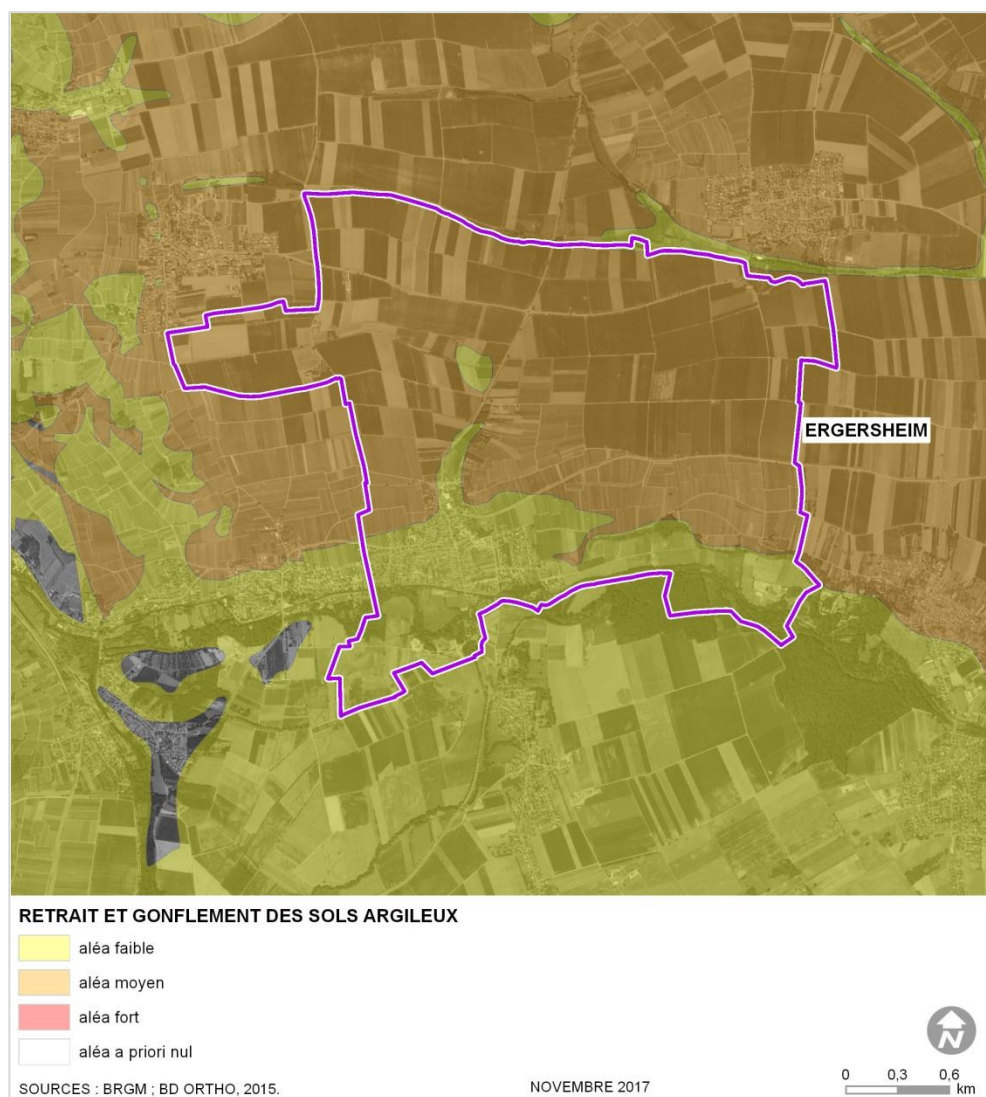 ERGERSHEIM
RETRAIT ET GONFLEMENT DES SOLS ARGILEUX
aléa faible
aléa moyen
aléa fort
aléa a priori nul
N
0 0,3 0,6
km
SOURCES : BRGM ; BD ORTHO, 2015.
NOVEMBRE 2017